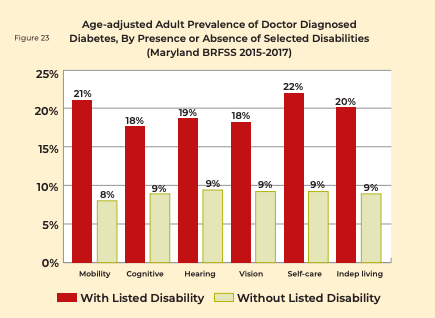 Age-adjusted Adult Prevalence of Doctor Diagnosed
Figure 23
Diabetes, By Presence or Absence of Selected Disabilities
(Maryland BRFSS 2015-2017)
25%
20%
15%
10%
5%
0%
21%
8%
18%
9%
19%
9%
18%
9%
22%
9%
20%
9%
Mobility
Cognitive
Hearing
Vision
Self-care
Indep living
With Listed Disability
Without Listed Disability